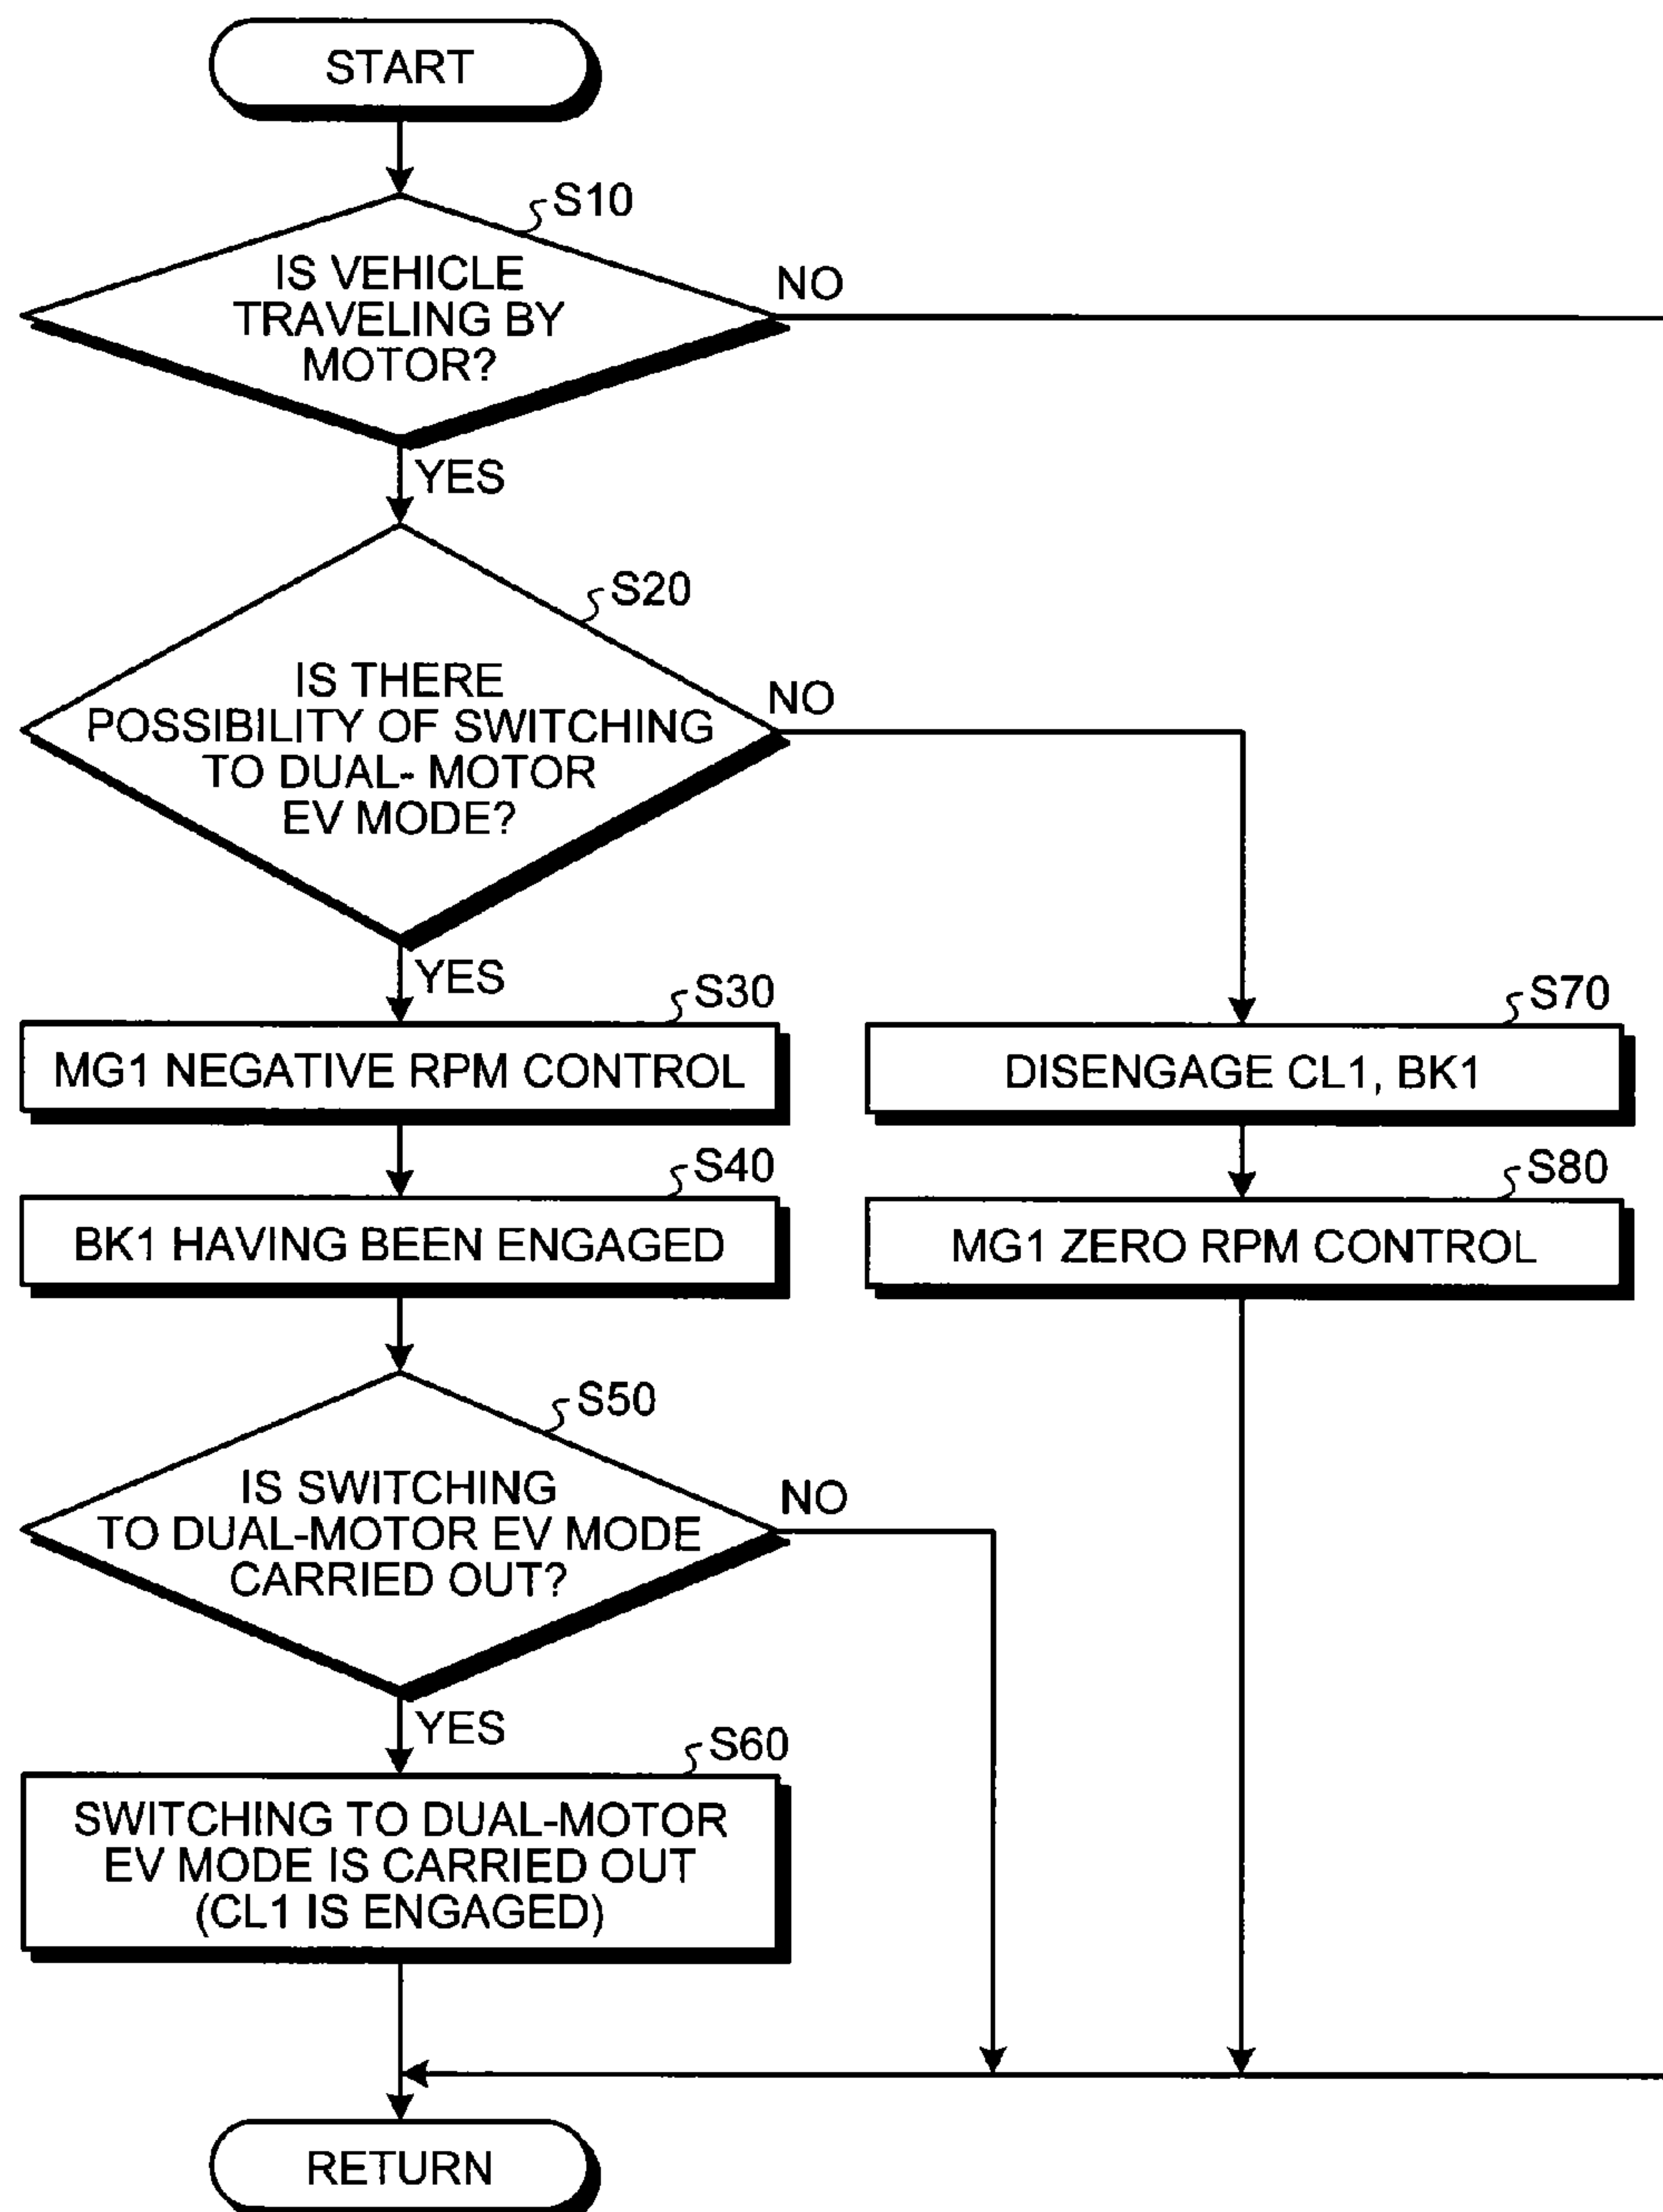 START
S10
IS VEHICLE
TRAVELING BY
MOTOR?
NO
YES
S20
IS THERE
POSSIBILITY OF SWITCHING
TO DUAL- MOTOR
EV MODE?
NO
YES
S30
MG1 NEGATIVE RPM CONTROL
S70
DISENGAGE CL1, BK1
S40
BK1 HAVING BEEN ENGAGED
S80
MG1 ZERO RPM CONTROL
S50
IS SWITCHING
TO DUAL-MOTOR EV MODE
CARRIED OUT?
NO
YES
S60
SWITCHING TO DUAL-MOTOR
EV MODE IS CARRIED OUT
(CL1 IS ENGAGED)
RETURN